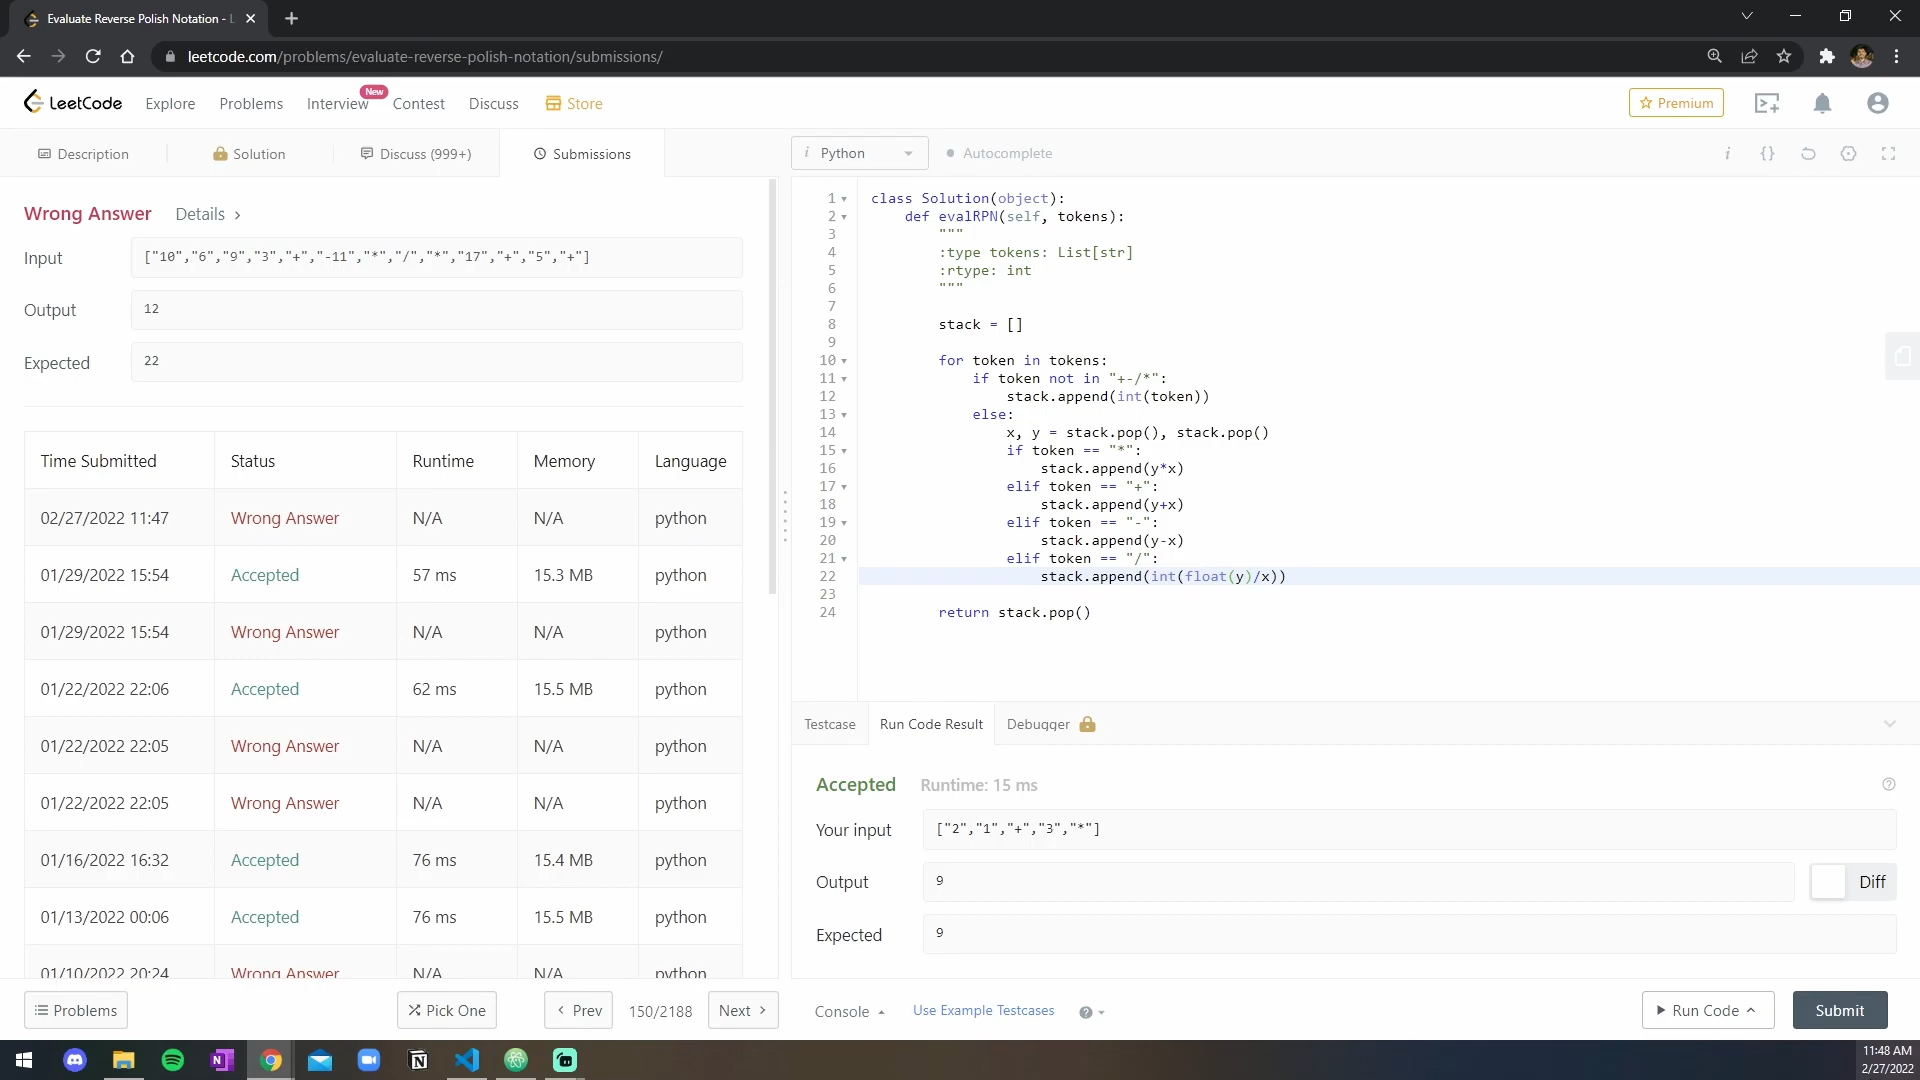 Evaluate Reverse Polish Notation - L
leetcode.com/problems/evaluate-reverse-polish-notation/submissions/
LeetCode
Explore
Problems
Interview
New
Contest
Discuss
Store
Premium
Description
Solution
Discuss (999+)
Submissions
i Python
Autocomplete
i {}
Wrong Answer Details >
Input ["10","6","9","3","+","-11","*","/","*","17","+","5","+"]
Output 12
Expected 22
Time Submitted Status Runtime Memory Language
02/27/2022 11:47 Wrong Answer N/A N/A python
01/29/2022 15:54 Accepted 57 ms 15.3 MB python
01/29/2022 15:54 Wrong Answer N/A N/A python
01/22/2022 22:06 Accepted 62 ms 15.5 MB python
01/22/2022 22:05 Wrong Answer N/A N/A python
01/22/2022 22:05 Wrong Answer N/A N/A python
01/16/2022 16:32 Accepted 76 ms 15.4 MB python
01/13/2022 00:06 Accepted 76 ms 15.5 MB python
01/10/2022 20:24 Wrong Answer N/A N/A python
1 class Solution(object):
2 def evalRPN(self, tokens):
3 """
4 :type tokens: List[str]
5 :rtype: int
6 """
7
8 stack = []
9
10 for token in tokens:
11 if token not in "+-/*":
12 stack.append(int(token))
13 else:
14 x, y = stack.pop(), stack.pop()
15 if token == "*":
16 stack.append(y*x)
17 elif token == "+":
18 stack.append(y+x)
19 elif token == "-":
20 stack.append(y-x)
21 elif token == "/":
22 stack.append(int(float(y)/x))
23
24 return stack.pop()
Testcase
Run Code Result
Debugger
Accepted Runtime: 15 ms
Your input ["2","1","+","3","*"]
Output 9
Diff
Expected 9
Problems
Pick One
< Prev
150/2188
Next >
Console
Use Example Testcases
Run Code
Submit
11:48 AM
2/27/2022